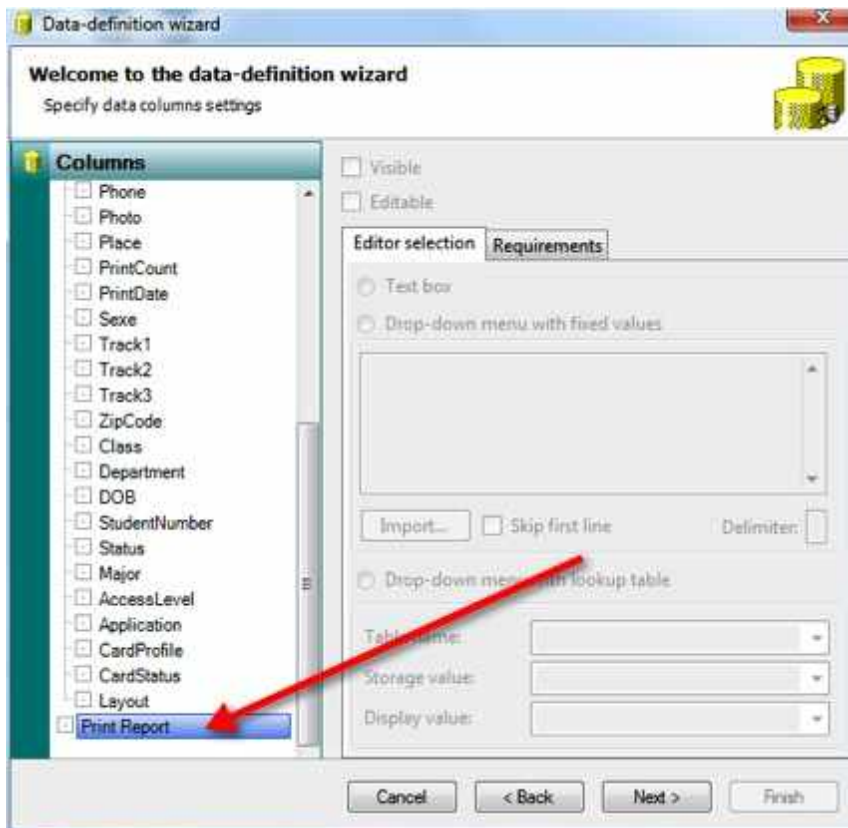 Data-definition wizard
Welcome to the data-definition wizard
Specify data columns settings
Columns
Phone
Photo
Place
PrintCount
PrintDate
Sexe
Track1
Track2
Track3
ZipCode
Class
Department
DOB
StudentNumber
Status
Major
AccessLevel
Application
CardProfile
CardStatus
Layout
Print Report
Visible
Editable
Editor selection
Requirements
Text box
Drop-down menu with fixed values
Import...
Skip first line
Delimiter:
Drop-down menu with lookup table
Table name:
Storage value:
Display value:
Cancel
< Back
Next >
Finish